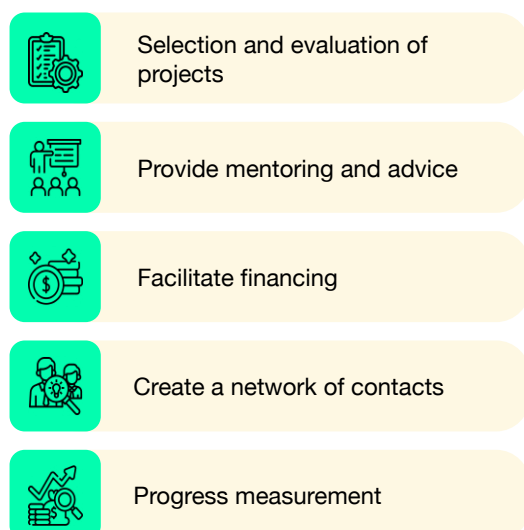 Selection and evaluation of
projects
Provide mentoring and advice
Facilitate financing
Create a network of contacts
Progress measurement